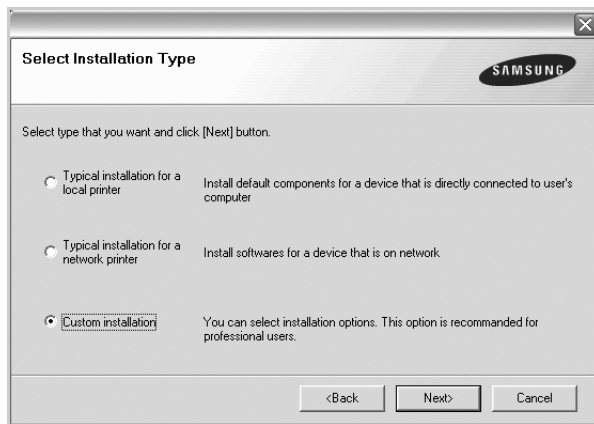 Select Installation Type
SAMSUNG
Select type that you want and click [Next] button.
Typical installation for a
local printer
Install default components for a device that is directly connected to user's
computer
Typical installation for a
network printer
Install softwares for a device that is on network
Custom installation
You can select installation options. This option is recommanded for
professional users.
<Back
Next>
Cancel